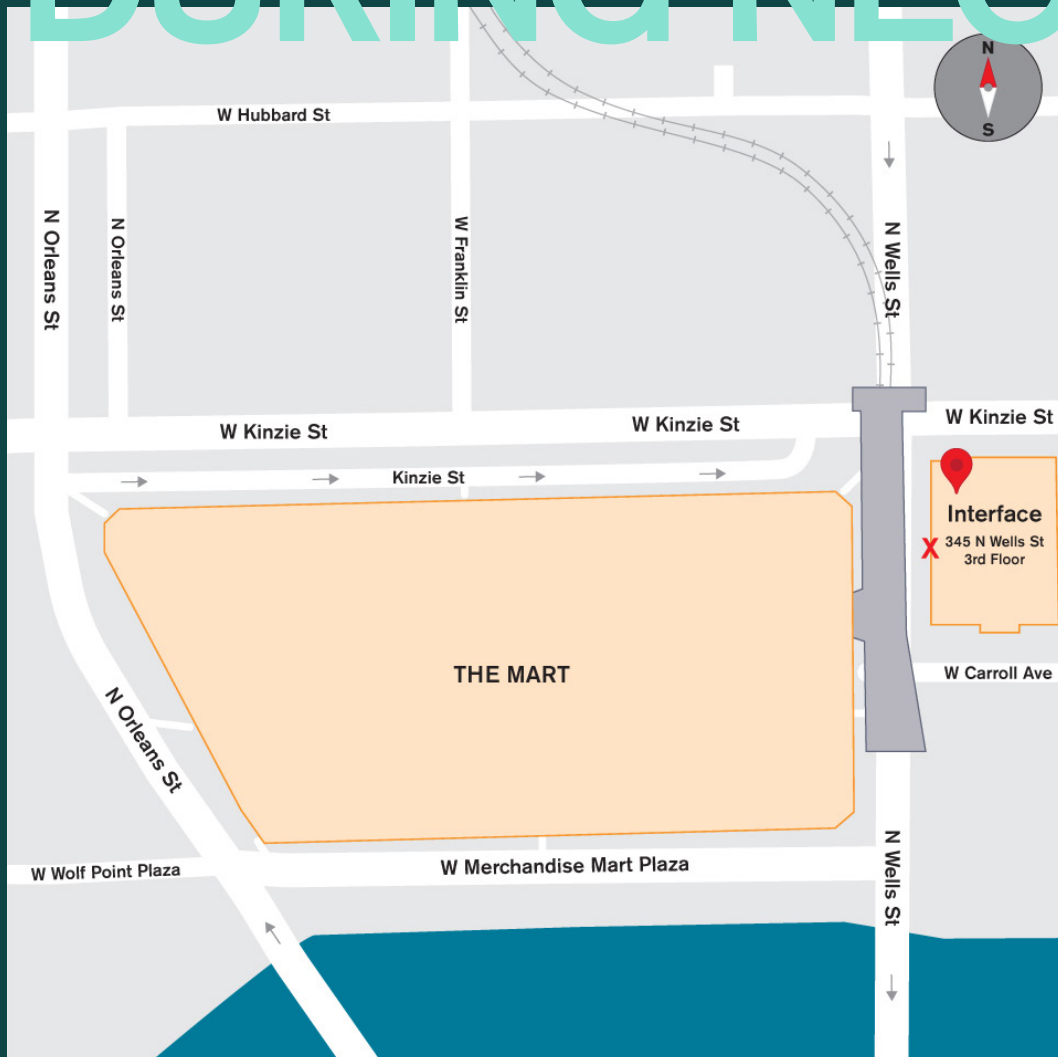 DURING NEO
N
S
W Hubbard St
N Orleans St
N Orleans St
W Franklin St
N Wells St
W Kinzie St
W Kinzie St
W Kinzie St
Kinzie St
Interface
345 N Wells St
3rd Floor
X
THE MART
W Carroll Ave
N Orleans St
W Wolf Point Plaza
W Merchandise Mart Plaza
N Wells St